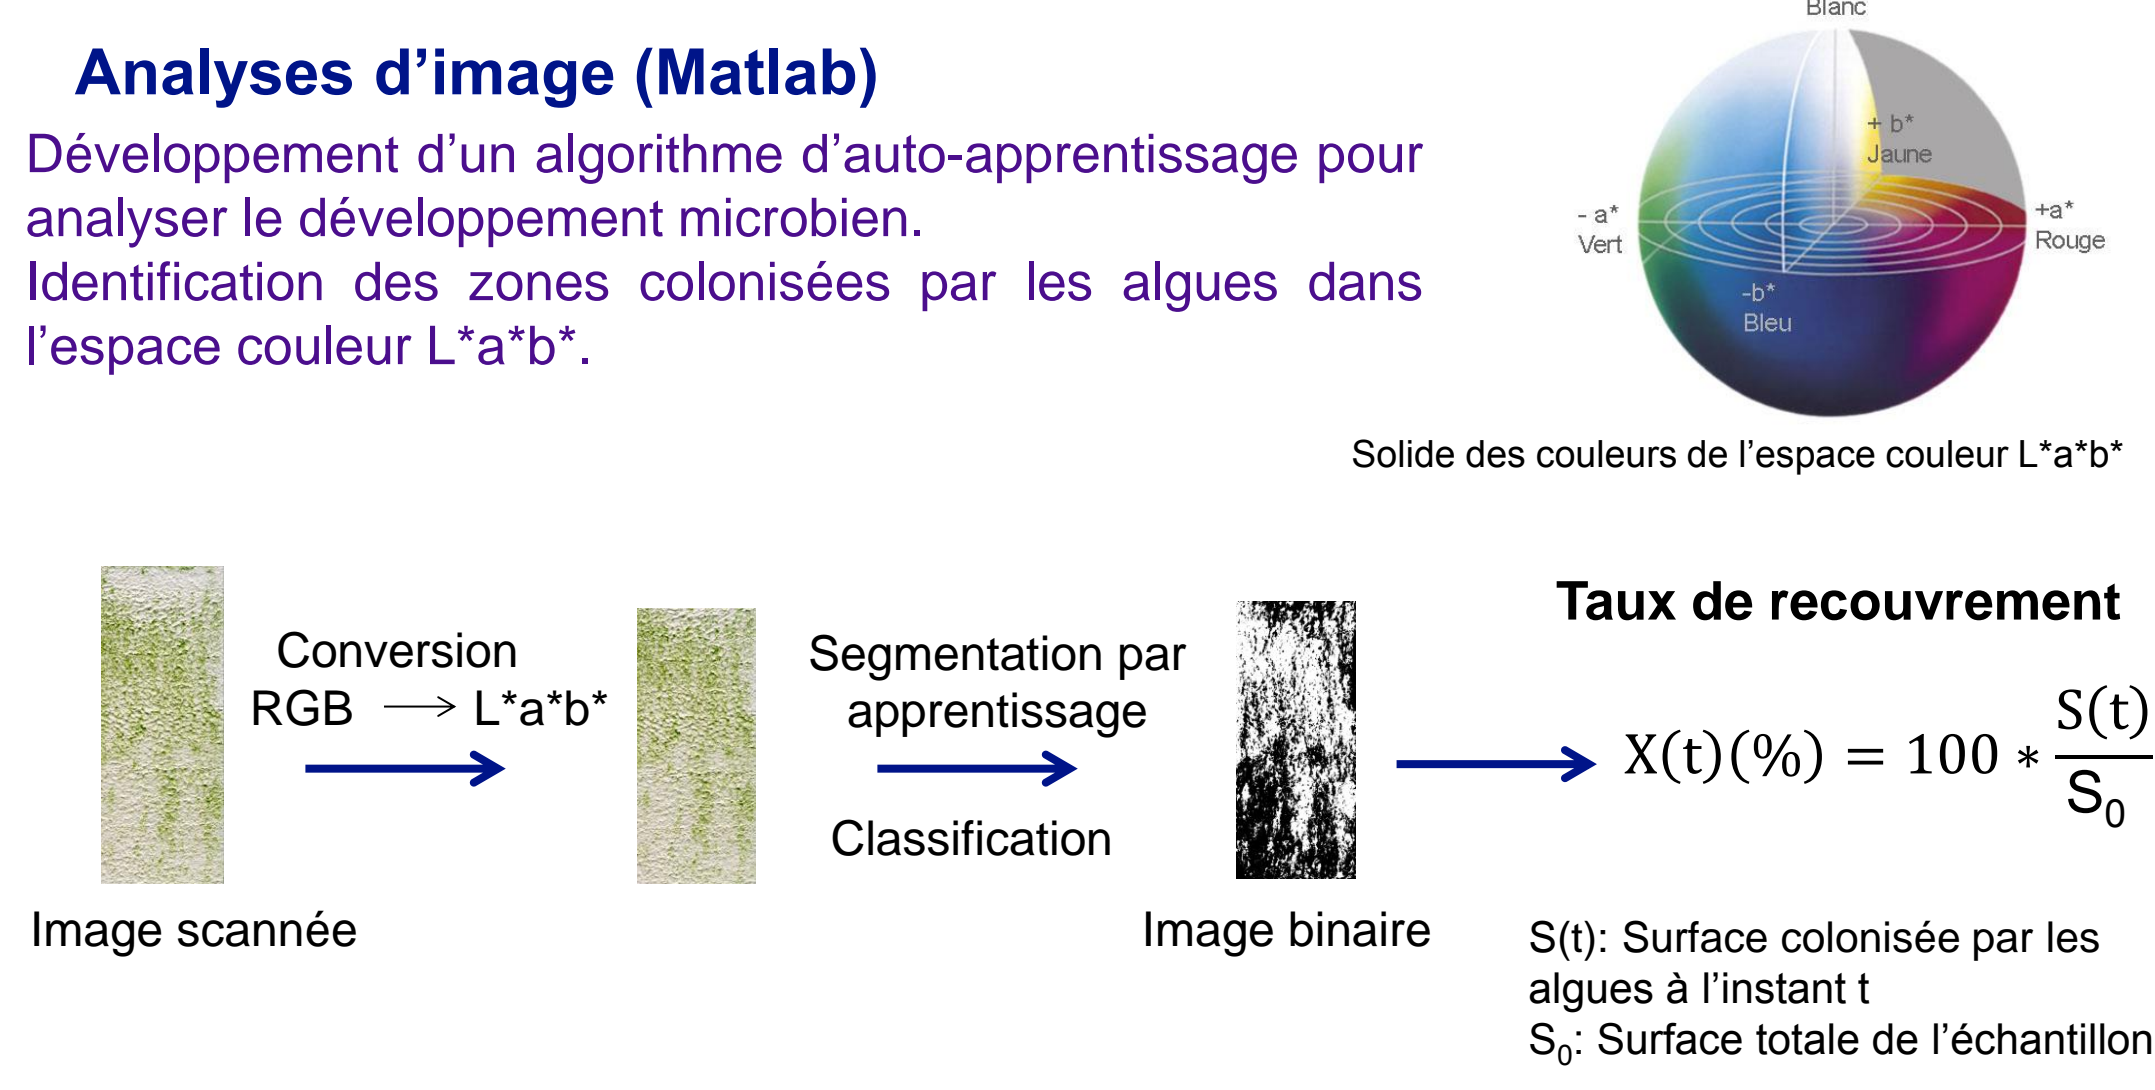 Blanc
Analyses d’image (Matlab)
Développement d’un algorithme d’auto-apprentissage pour
analyser le développement microbien.
Identification des zones colonisées par les algues dans
l’espace couleur L*a*b*.
+ b*
Jaune
- a*
Vert
+a*
Rouge
-b*
Bleu
Solide des couleurs de l’espace couleur L*a*b*
Conversion
RGB → L*a*b*
Segmentation par
apprentissage
Classification
Taux de recouvrement
X(t)(%) = 100 * S(t)/S₀
Image scannée
Image binaire
S(t): Surface colonisée par les
algues à l’instant t
S₀: Surface totale de l’échantillon